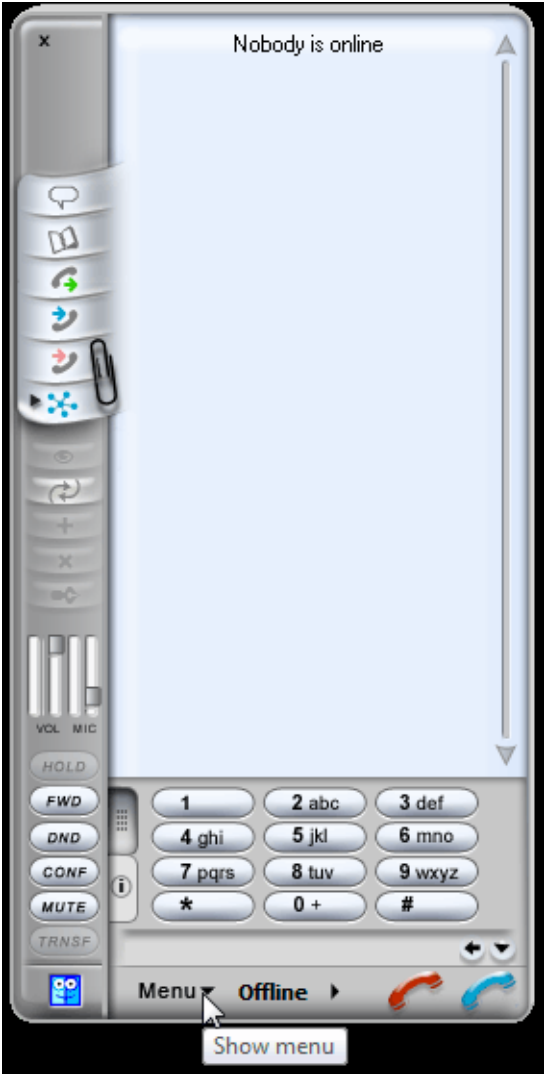 x
Nobody is online
VOL MIC
HOLD
FWD
DND
CONF
MUTE
TRNSF
1 2 abc 3 def
4 ghi 5 jkl 6 mno
7 pqrs 8 tuv 9 wxyz
* 0 + #
i
Menu Offline
Show menu